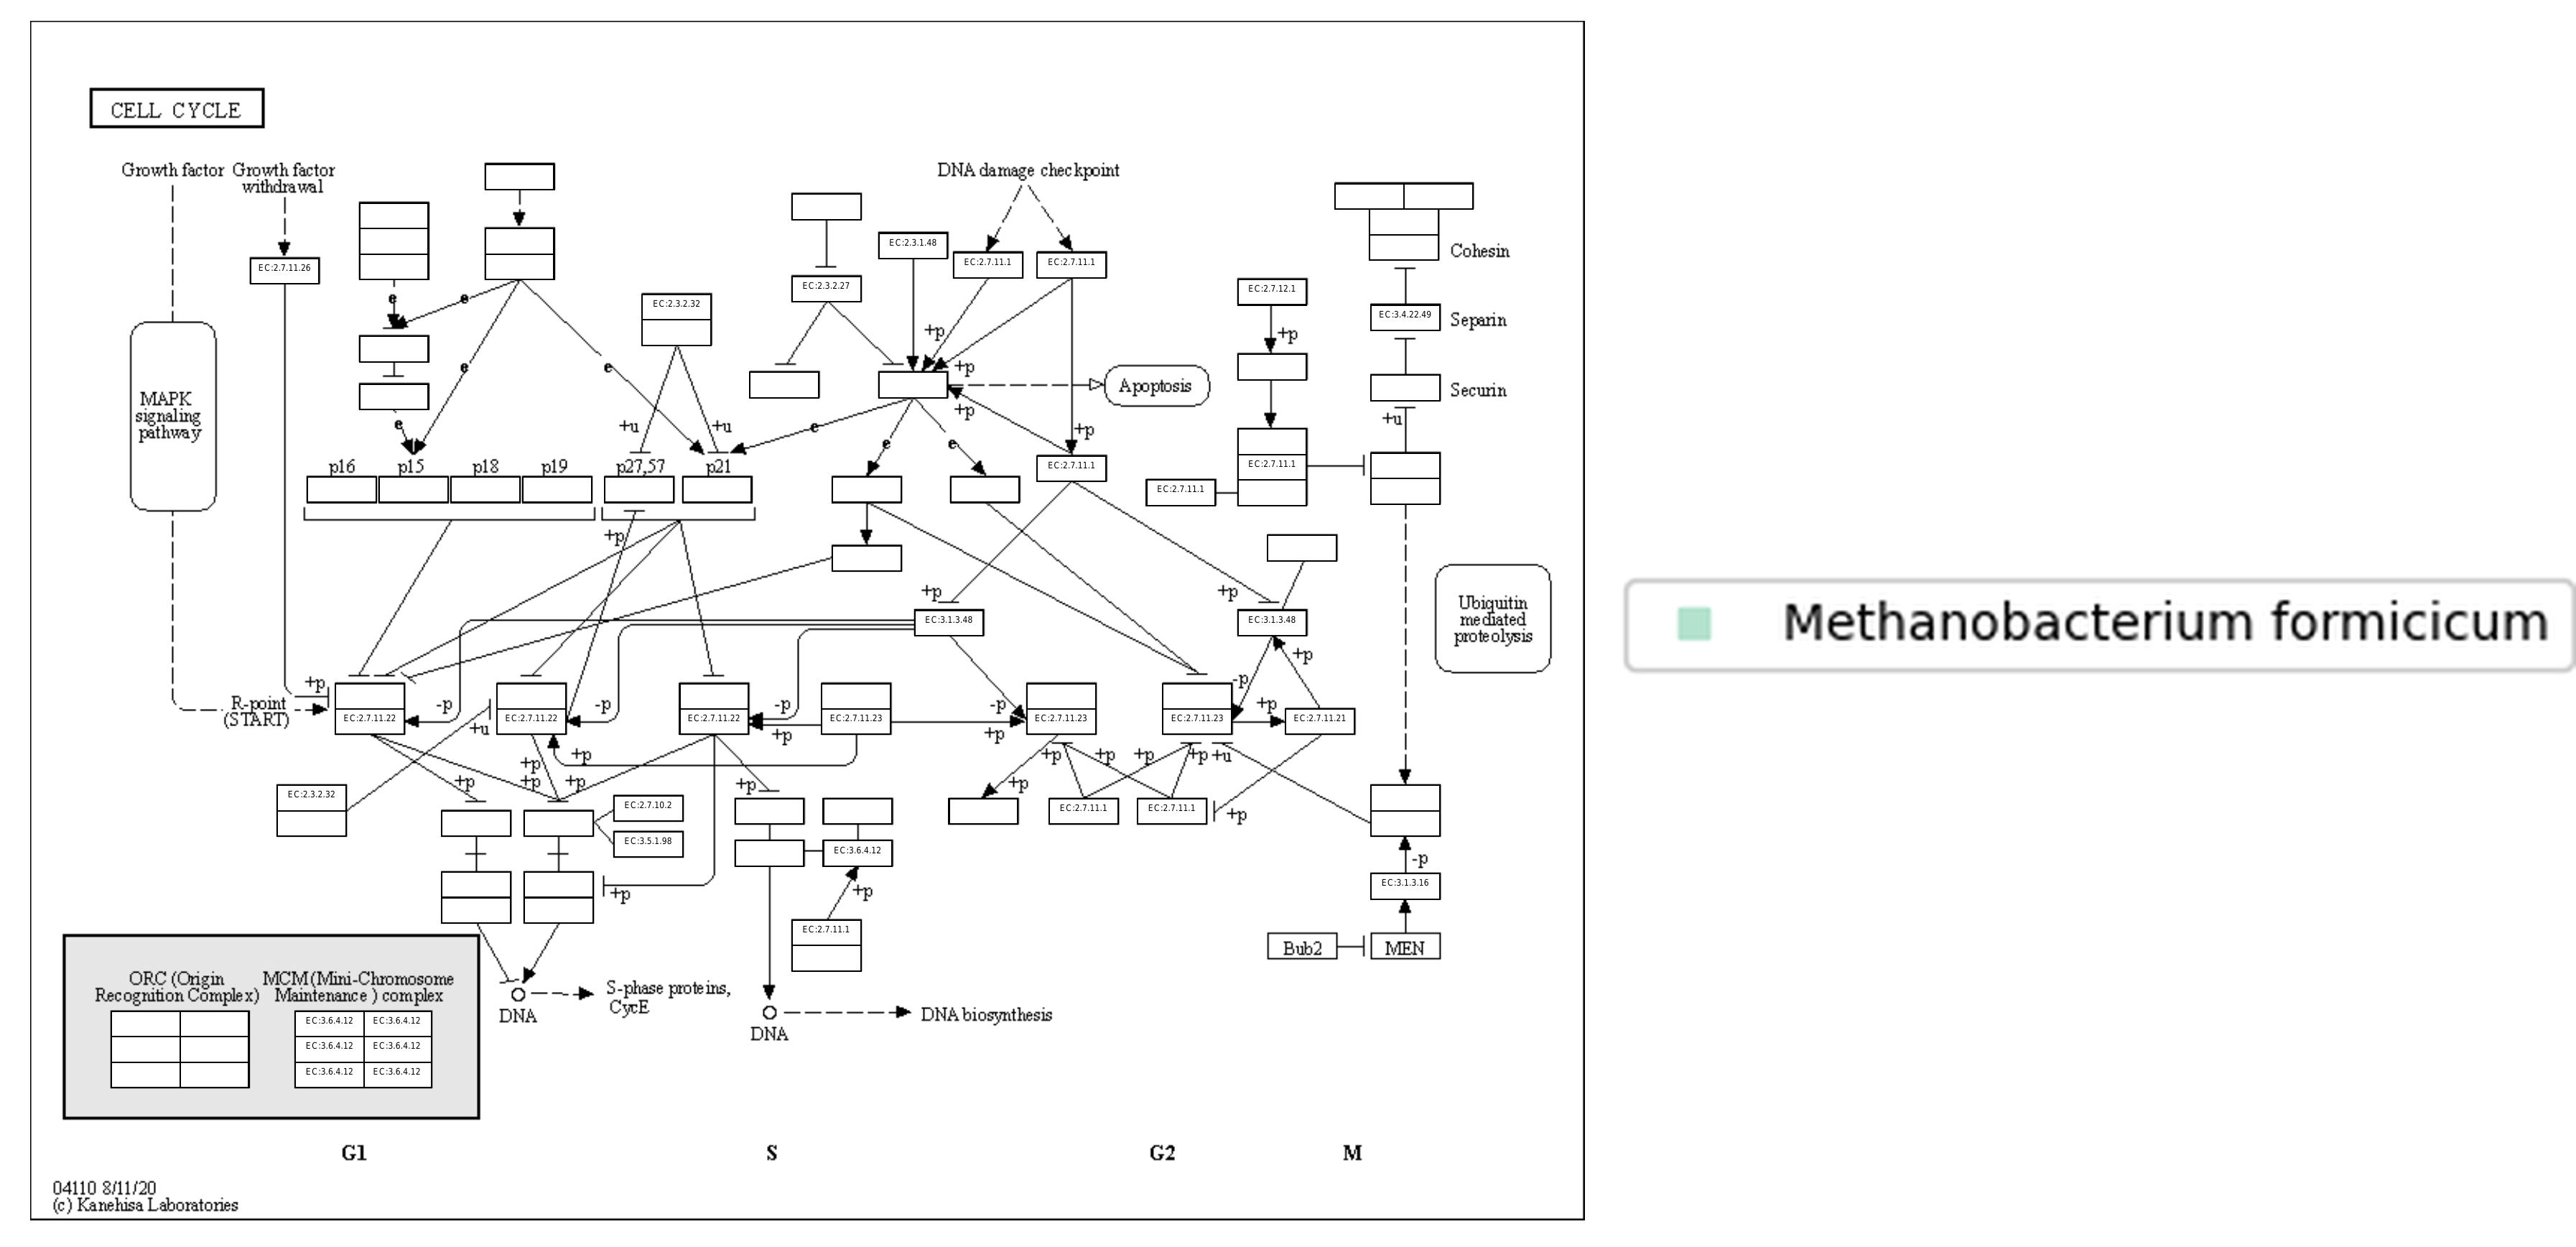 CELL CYCLE
Growth factor
Growth factor
withdrawal
DNA damage checkpoint
EC:2.3.1.48
EC:2.7.11.1
EC:2.7.11.1
Cohesin
EC:2.7.11.26
EC:2.3.2.27
EC:2.7.12.1
e
e
EC:2.3.2.32
+p
+p
EC:3.4.22.49
Separin
e
e
+p
Apoptosis
Securin
MAPK
signaling
pathway
+p
e
+u
+u
e
+p
+u
e
e
p16
p15
p18
p19
p27,57
p21
EC:2.7.11.1
EC:2.7.11.1
EC:2.7.11.1
+p
+p
+p
Ubiquitin
mediated
proteolysis
EC:3.1.3.48
EC:3.1.3.48
+p
+p
-p
R-point
(START)
-p
-p
-p
-p
+p
EC:2.7.11.22
EC:2.7.11.22
EC:2.7.11.22
EC:2.7.11.23
EC:2.7.11.23
EC:2.7.11.23
EC:2.7.11.21
+u
+p
+p
+p
+p
+p
+p
+p
+p
+u
+p
+p
+p
+p
+p
EC:2.3.2.32
EC:2.7.10.2
EC:2.7.11.1
EC:2.7.11.1
+p
EC:3.5.1.98
EC:3.6.4.12
-p
+p
+p
EC:3.1.3.16
EC:2.7.11.1
Bub2
MEN
ORC (Origin
Recognition Complex)
MCM (Mini-Chromosome
Maintenance ) complex
S-phase proteins,
CycE
DNA
DNA biosynthesis
DNA
EC:3.6.4.12
EC:3.6.4.12
EC:3.6.4.12
EC:3.6.4.12
EC:3.6.4.12
EC:3.6.4.12
G1
S
G2
M
04110 8/11/20
(c) Kanehisa Laboratories
Methanobacterium formicicum